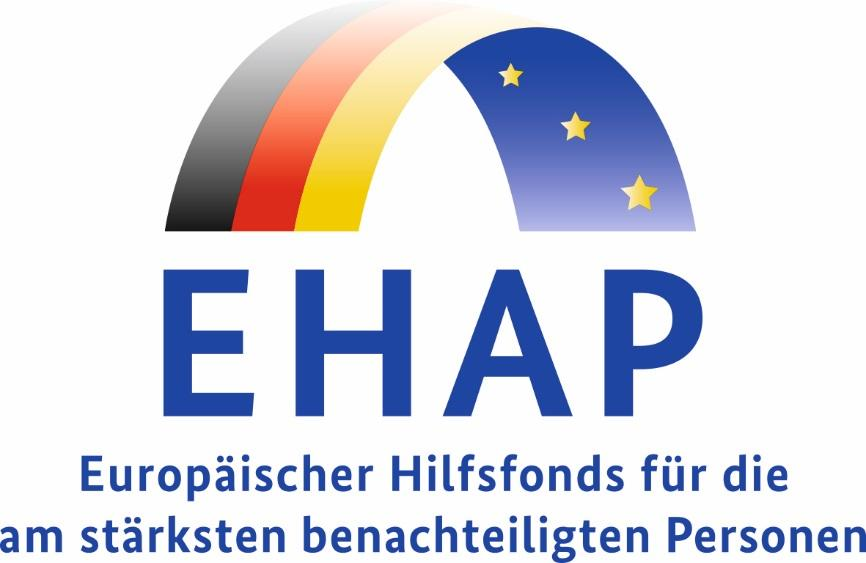 EHAP
Europäischer Hilfsfonds für die
am stärksten benachteiligten Personen